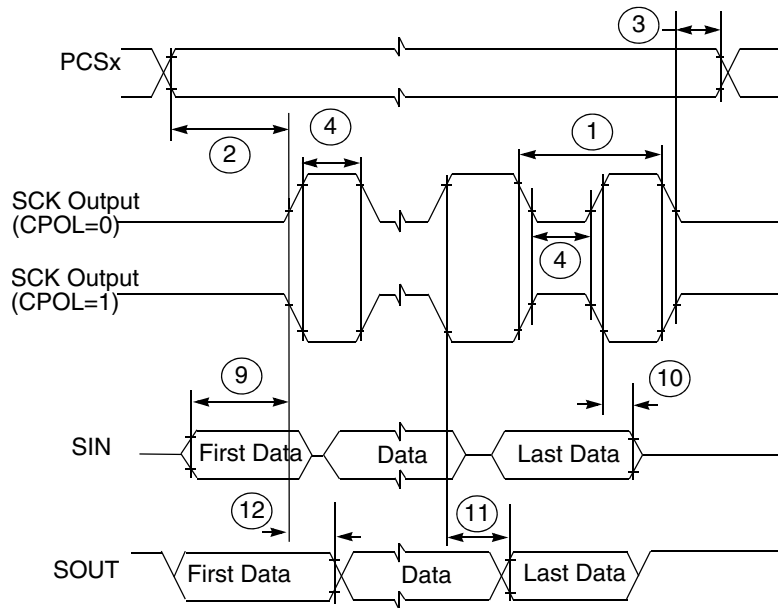 3
PCSx
2
4
1
SCK Output
(CPOL=0)
4
SCK Output
(CPOL=1)
9
10
SIN
First Data
Data
Last Data
12
11
SOUT
First Data
Data
Last Data